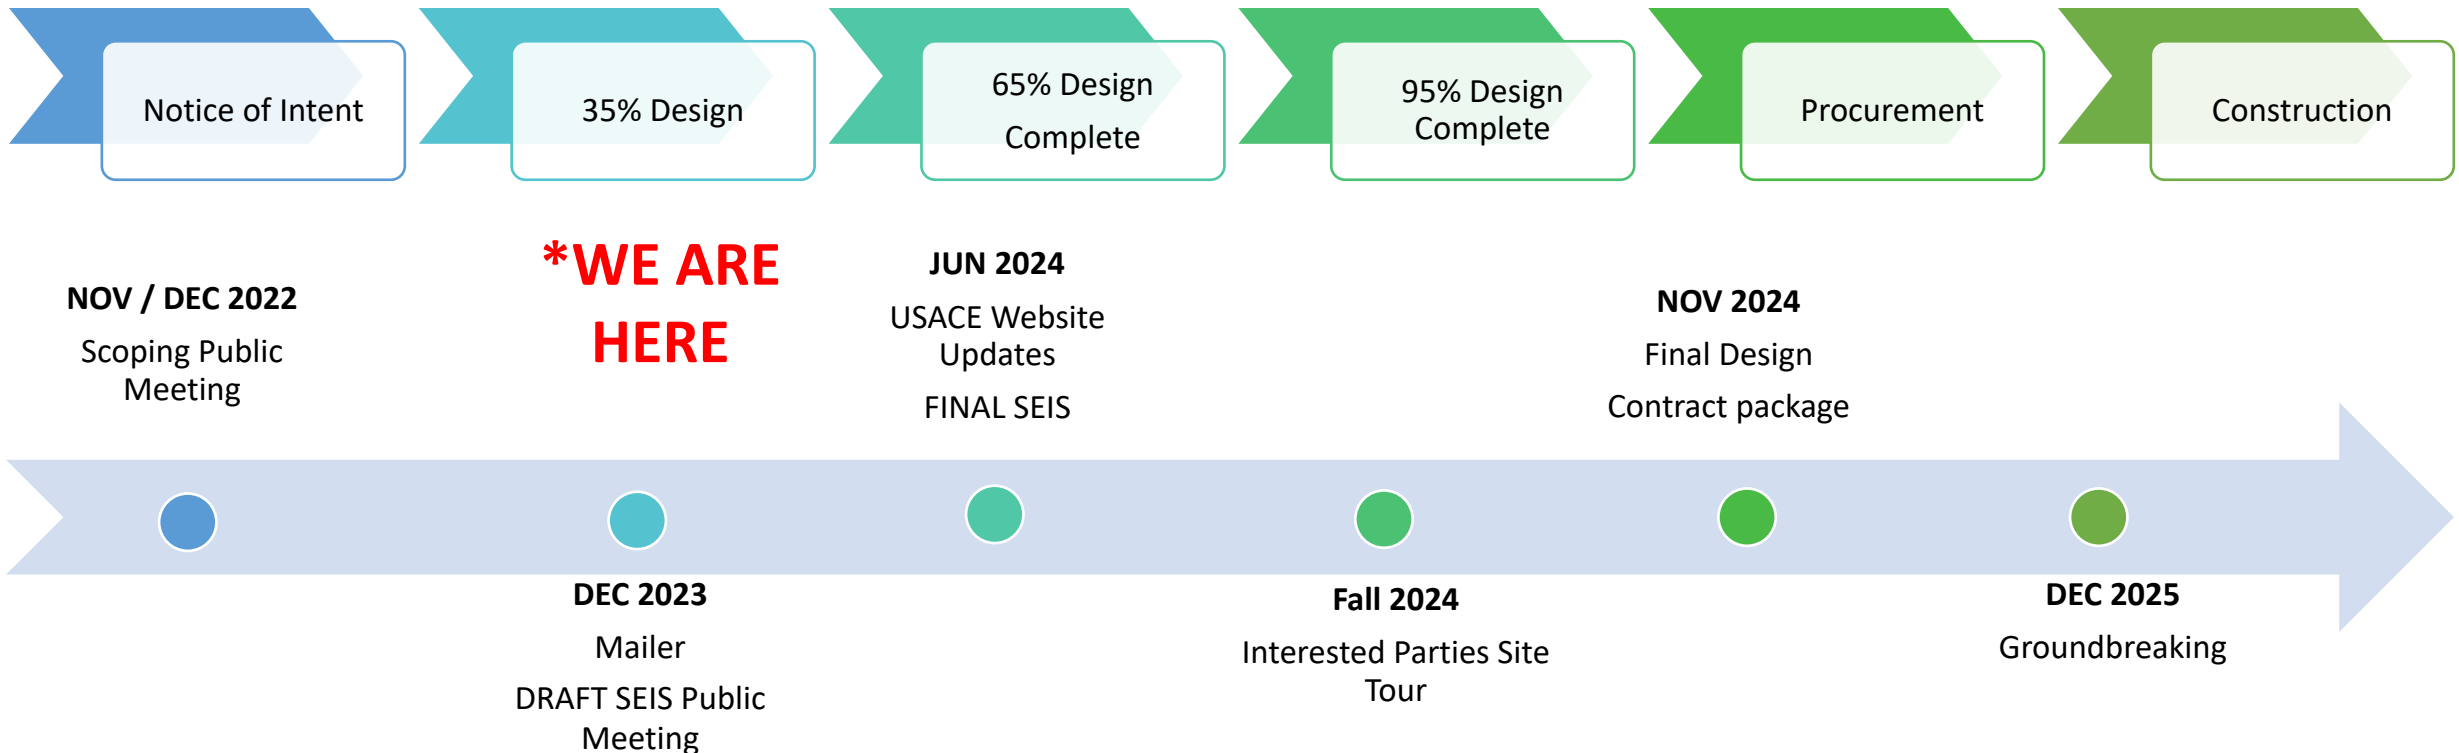 Notice of Intent
35% Design
65% Design
Complete
95% Design
Complete
Procurement
Construction
NOV / DEC 2022
Scoping Public
Meeting
*WE ARE
HERE
JUN 2024
USACE Website
Updates
FINAL SEIS
NOV 2024
Final Design
Contract package
DEC 2023
Mailer
DRAFT SEIS Public
Meeting
Fall 2024
Interested Parties Site
Tour
DEC 2025
Groundbreaking